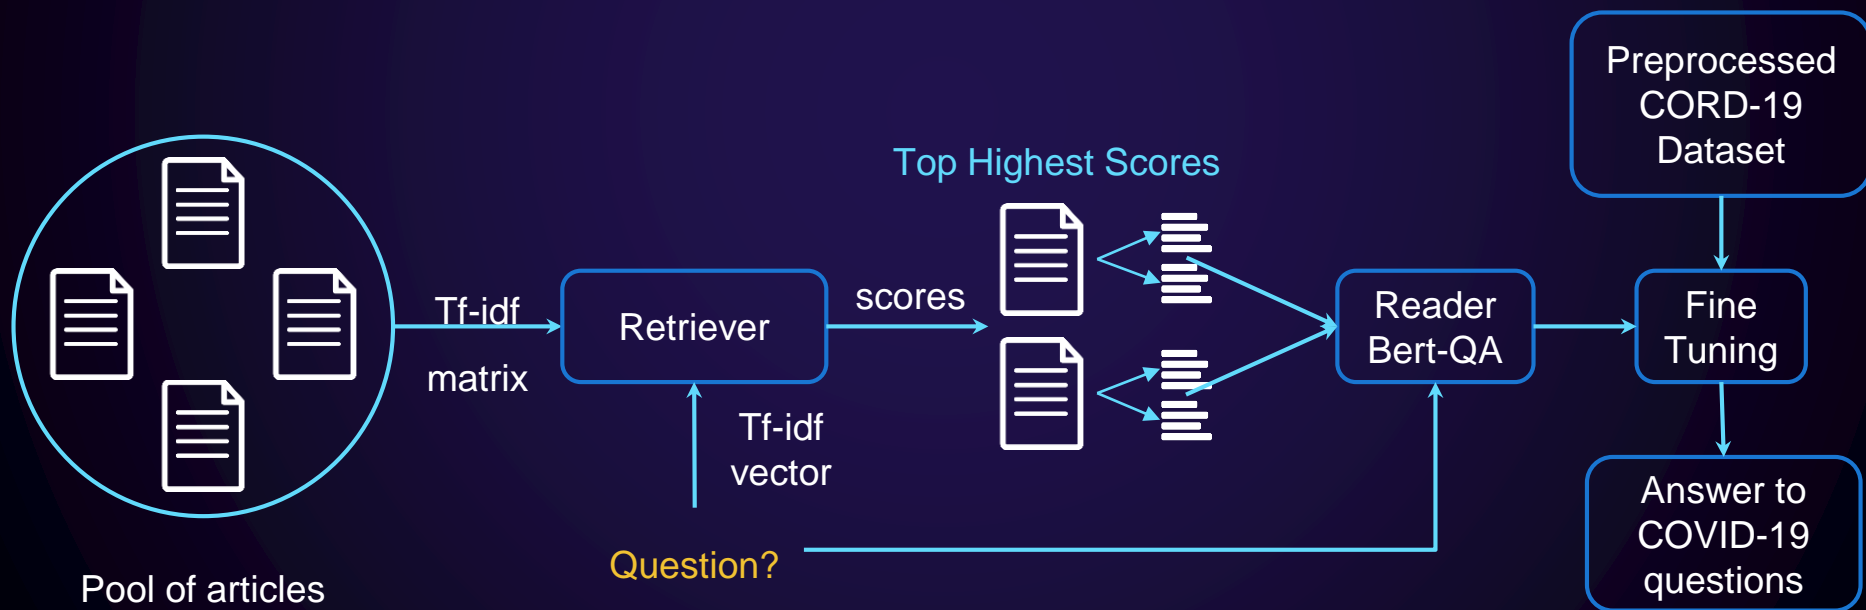 Preprocessed
CORD-19
Dataset
Top Highest Scores
Tf-idf
matrix
Retriever
scores
Reader
Bert-QA
Fine
Tuning
Tf-idf
vector
Question?
Answer to
COVID-19
questions
Pool of articles